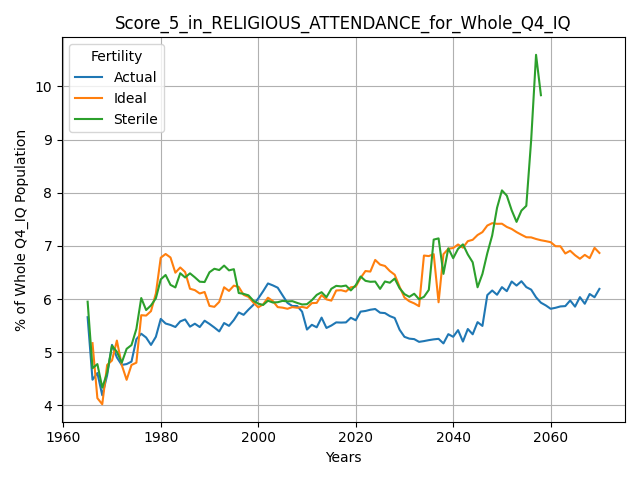 Score_5_in_RELIGIOUS_ATTENDANCE_for_Whole_Q4_IQ
Fertility
Actual
Ideal
Sterile
% of Whole Q4_IQ Population
10
9
8
7
6
5
4
1960
1980
2000
2020
2040
2060
Years